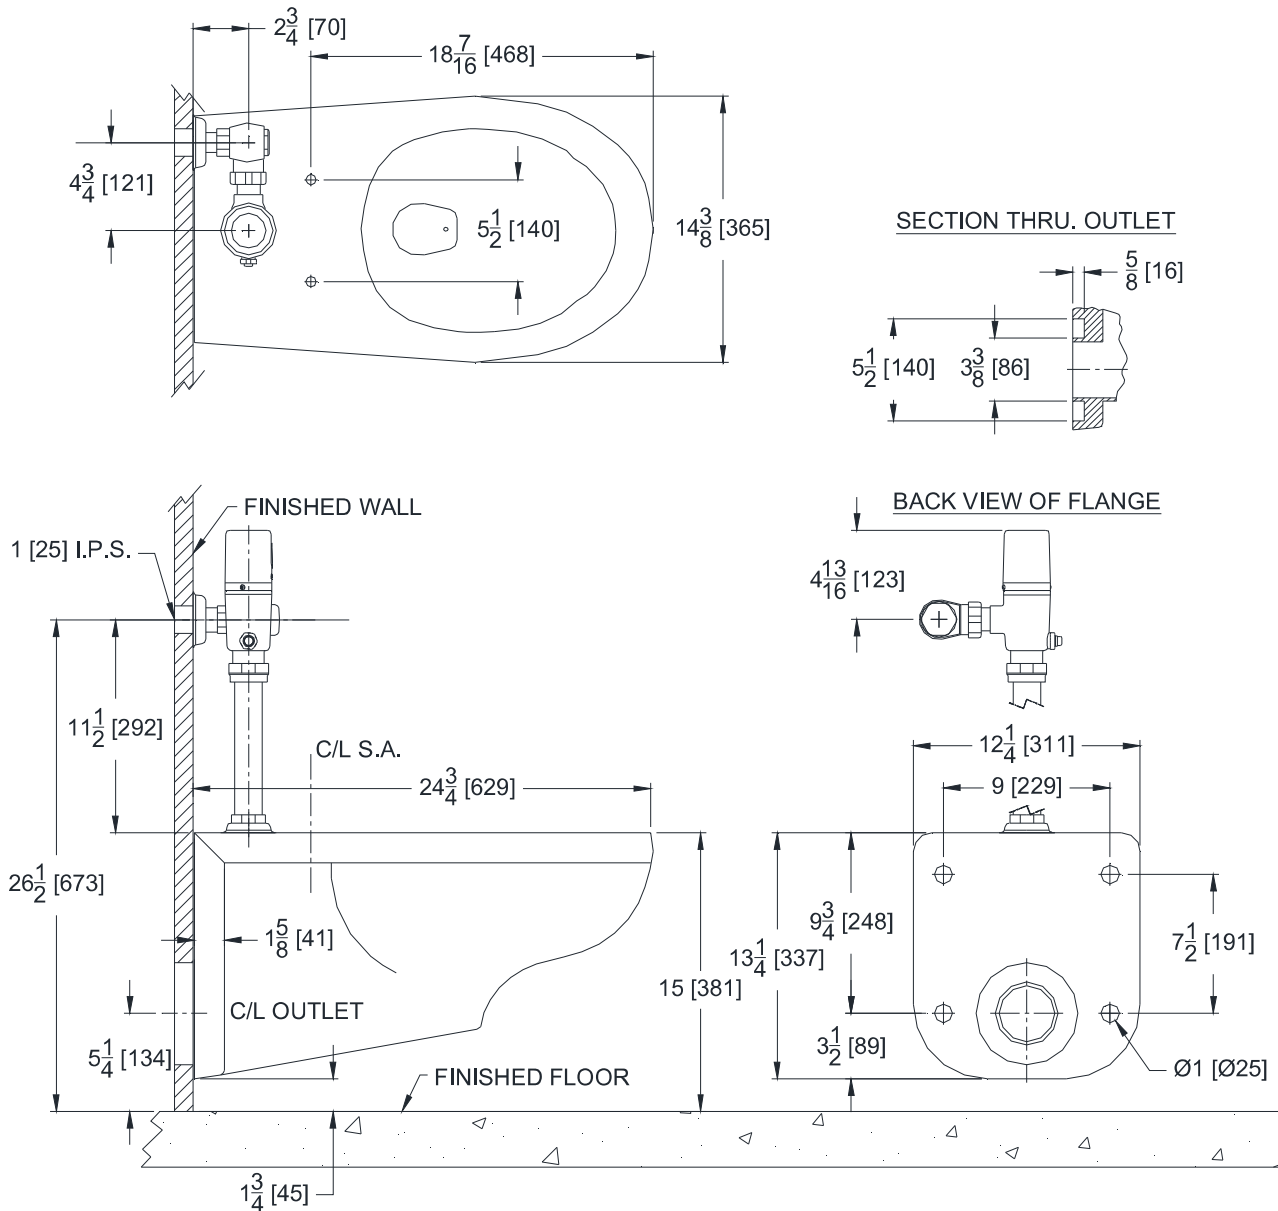 2 3/4 [70]
18 7/16 [468]
4 3/4 [121]
5 1/2 [140]
14 3/8 [365]
SECTION THRU. OUTLET
5/8 [16]
5 1/2 [140]
3 3/8 [86]
FINISHED WALL
BACK VIEW OF FLANGE
1 [25] I.P.S.
4 13/16 [123]
11 1/2 [292]
C/L S.A.
12 1/4 [311]
24 3/4 [629]
9 [229]
26 1/2 [673]
9 3/4 [248]
1 5/8 [41]
7 1/2 [191]
13 1/4 [337]
15 [381]
C/L OUTLET
3 1/2 [89]
5 1/4 [134]
Ø1 [Ø25]
FINISHED FLOOR
1 3/4 [45]